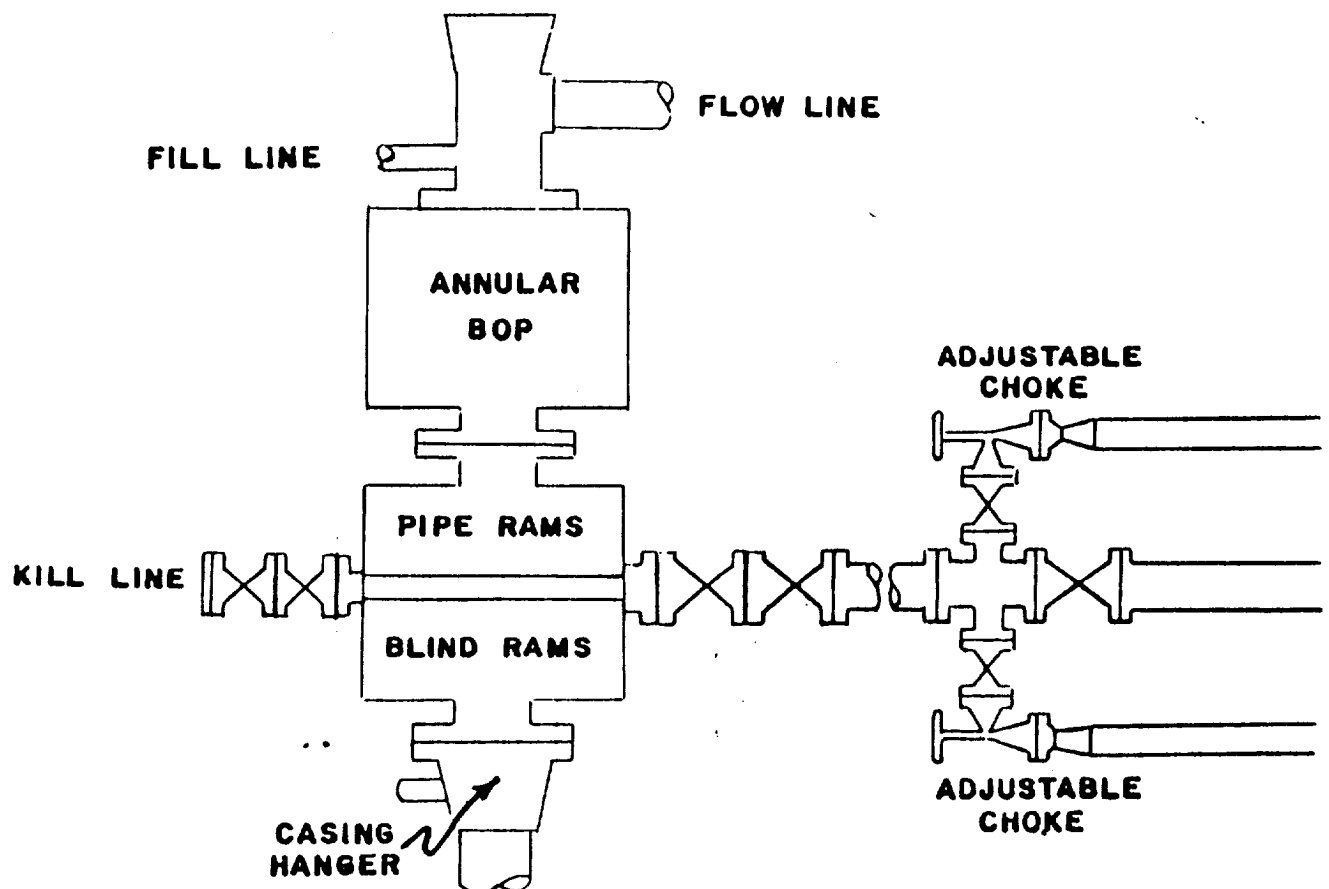 FLOW LINE
FILL LINE
ANNULAR
BOP
ADJUSTABLE
CHOKE
PIPE RAMS
KILL LINE
BLIND RAMS
ADJUSTABLE
CHOKE
CASING
HANGER